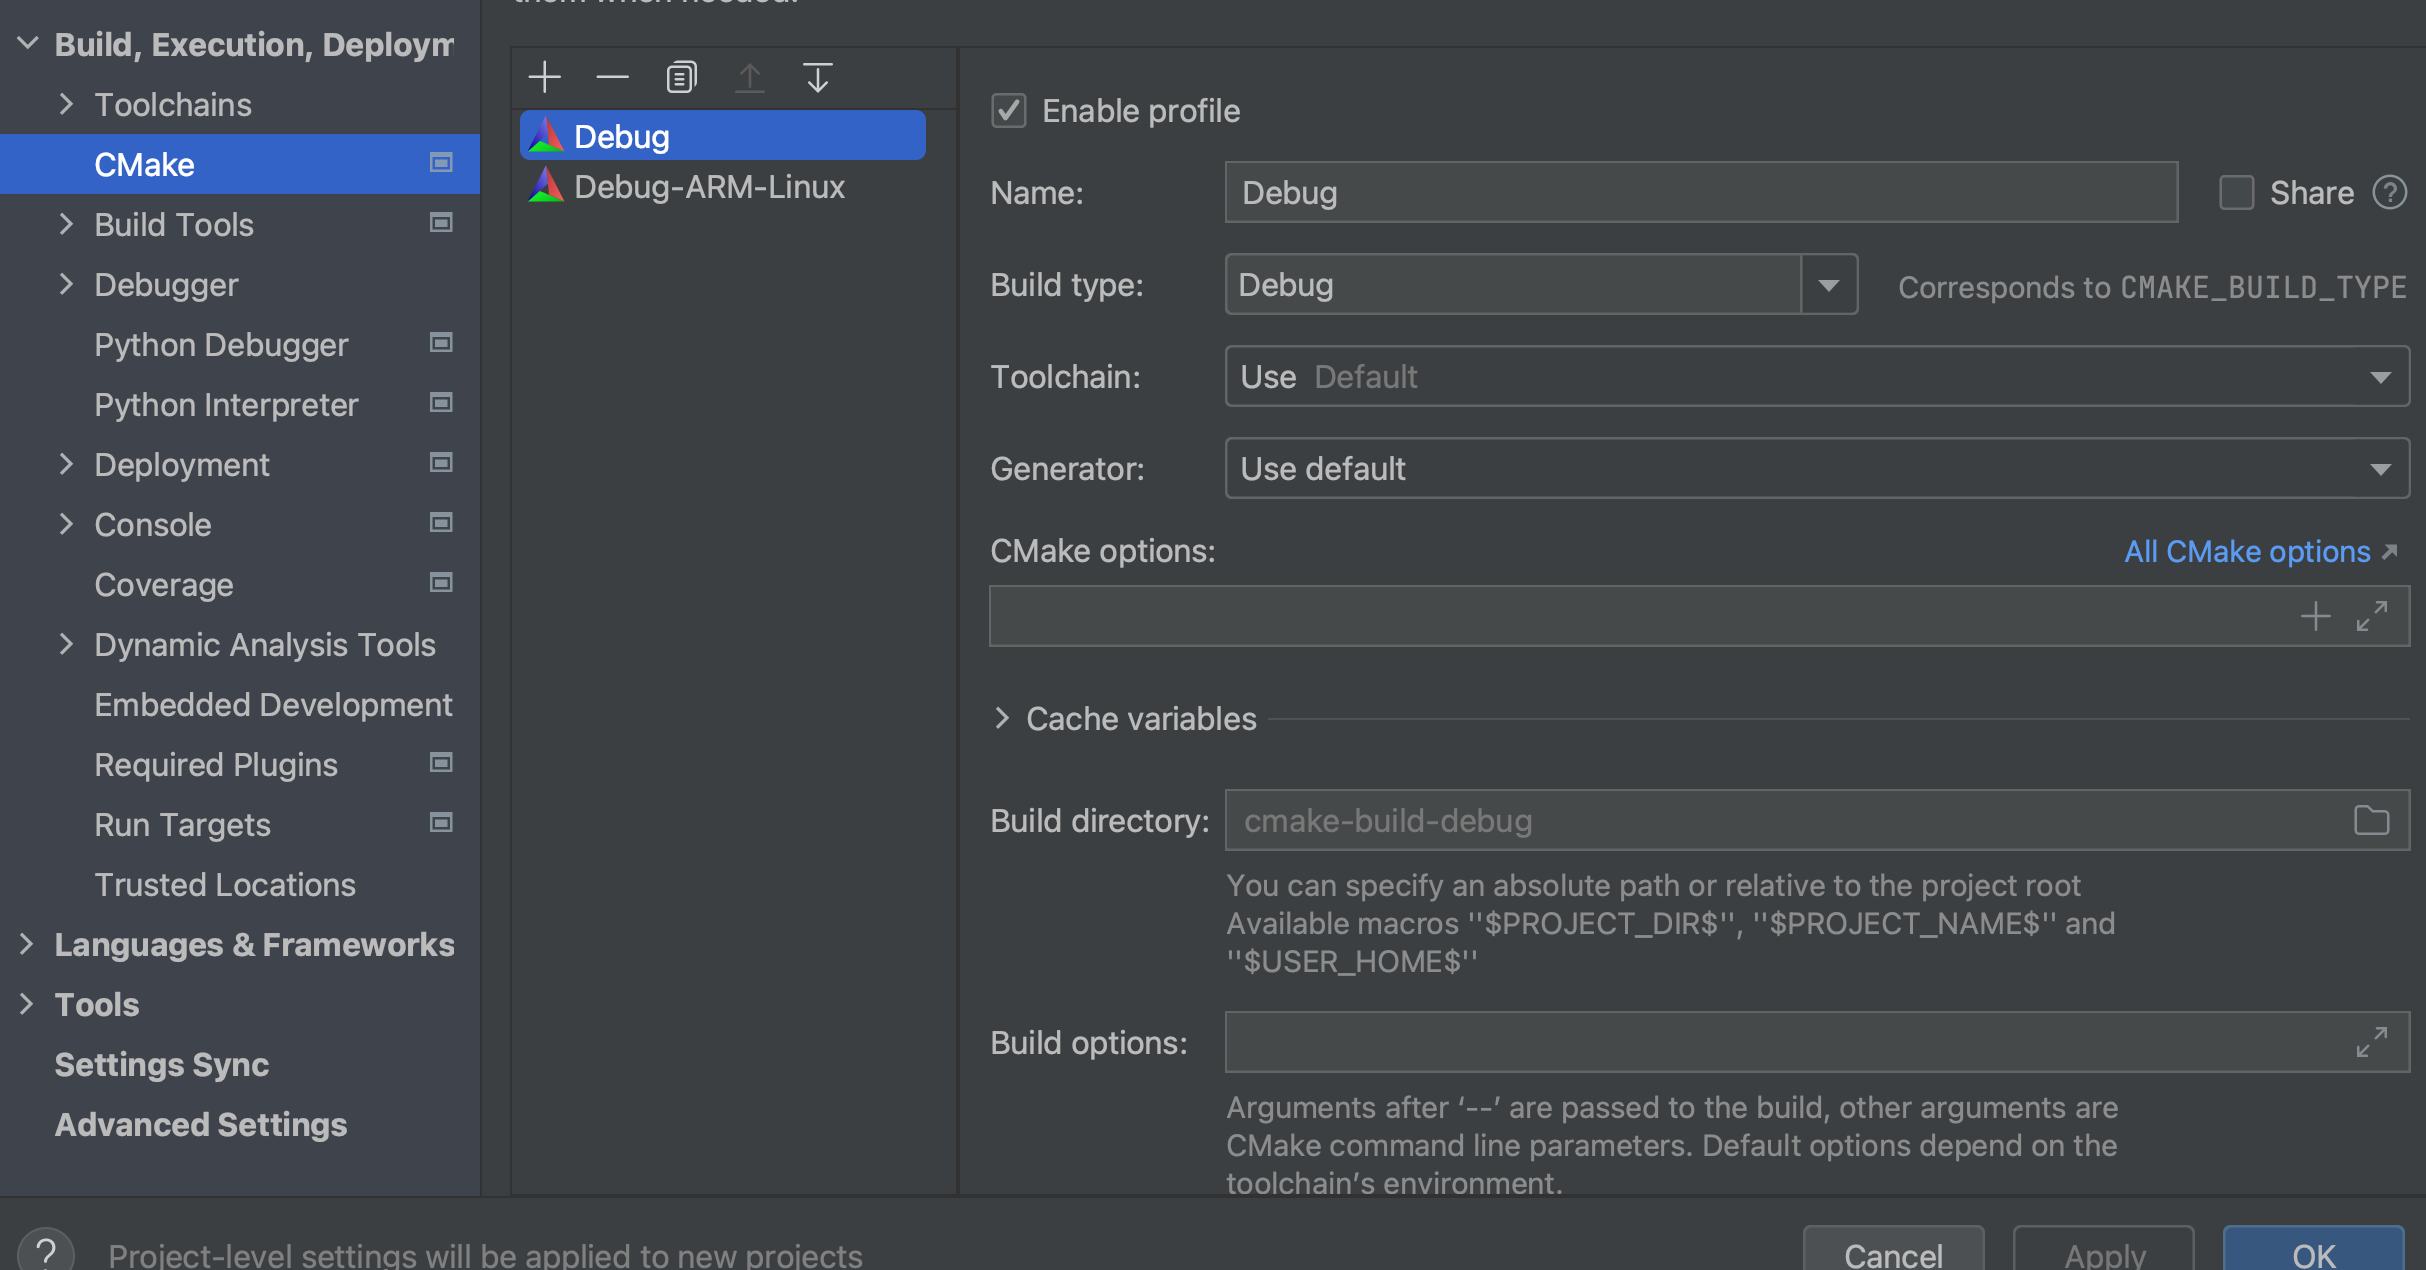 them when needed.
Build, Execution, Deploym
Toolchains
CMake
Build Tools
Debugger
Python Debugger
Python Interpreter
Deployment
Console
Coverage
Dynamic Analysis Tools
Embedded Development
Required Plugins
Run Targets
Trusted Locations
Languages & Frameworks
Tools
Settings Sync
Advanced Settings
Debug
Debug-ARM-Linux
Enable profile
Name: Debug Share ?
Build type: Debug Corresponds to CMAKE_BUILD_TYPE
Toolchain: Use Default
Generator: Use default
CMake options: All CMake options
Cache variables
Build directory: cmake-build-debug
You can specify an absolute path or relative to the project root
Available macros ''$PROJECT_DIR$'', ''$PROJECT_NAME$'' and
''$USER_HOME$''
Build options:
Arguments after ‘--’ are passed to the build, other arguments are
CMake command line parameters. Default options depend on the
toolchain’s environment.
? Project-level settings will be applied to new projects
Cancel Apply OK